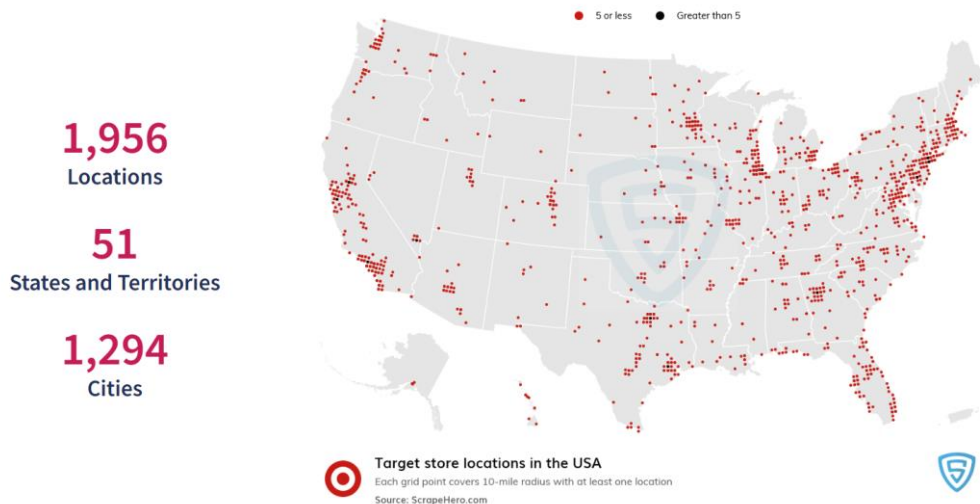 5 or less
Greater than 5
1,956
Locations
51
States and Territories
1,294
Cities
Target store locations in the USA
Each grid point covers 10-mile radius with at least one location
Source: ScrapeHero.com